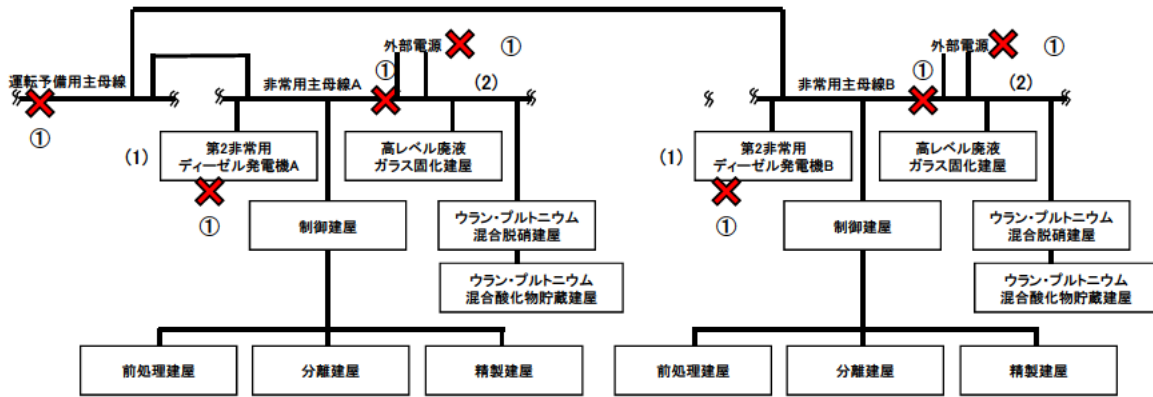 外部電源
①
外部電源
①
運転予備用主母線
非常用主母線A
①
(2)
非常用主母線B
①
(2)
①
(1)
第2非常用
ディーゼル発電機A
①
高レベル廃液
ガラス固化建屋
(1)
第2非常用
ディーゼル発電機B
①
高レベル廃液
ガラス固化建屋
制御建屋
ウラン・プルトニウム
混合脱硝建屋
ウラン・プルトニウム
混合酸化物貯蔵建屋
制御建屋
ウラン・プルトニウム
混合脱硝建屋
ウラン・プルトニウム
混合酸化物貯蔵建屋
前処理建屋
分離建屋
精製建屋
前処理建屋
分離建屋
精製建屋